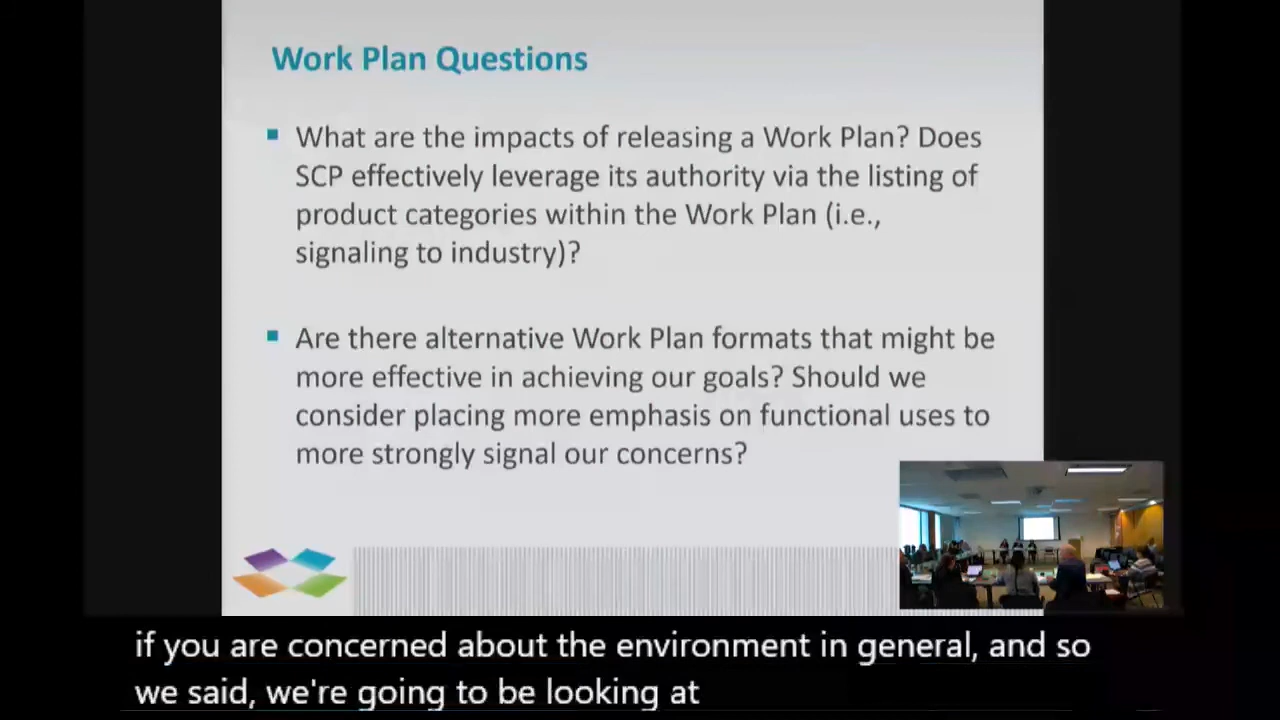 Work Plan Questions
What are the impacts of releasing a Work Plan? Does
SCP effectively leverage its authority via the listing of
product categories within the Work Plan (i.e.,
signaling to industry)?
Are there alternative Work Plan formats that might be
more effective in achieving our goals? Should we
consider placing more emphasis on functional uses to
more strongly signal our concerns?
if you are concerned about the environment in general, and so
we said, we're going to be looking at